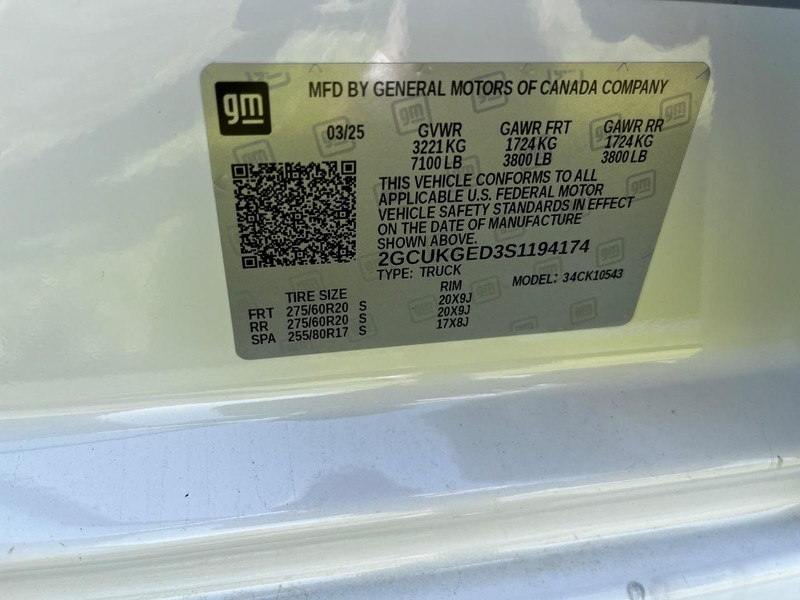 gm
MFD BY GENERAL MOTORS OF CANADA COMPANY
03/25 GVWR GAWR FRT GAWR RR
3221 KG 1724 KG 1724 KG
7100 LB 3800 LB 3800 LB
THIS VEHICLE CONFORMS TO ALL
APPLICABLE U.S. FEDERAL MOTOR
VEHICLE SAFETY STANDARDS IN EFFECT
ON THE DATE OF MANUFACTURE
SHOWN ABOVE.
2GCUKGED3S1194174
TYPE: TRUCK MODEL: 34CK10543
TIRE SIZE RIM
FRT 275/60R20 S 20X9J
RR 275/60R20 S 20X9J
SPA 255/80R17 S 17X8J